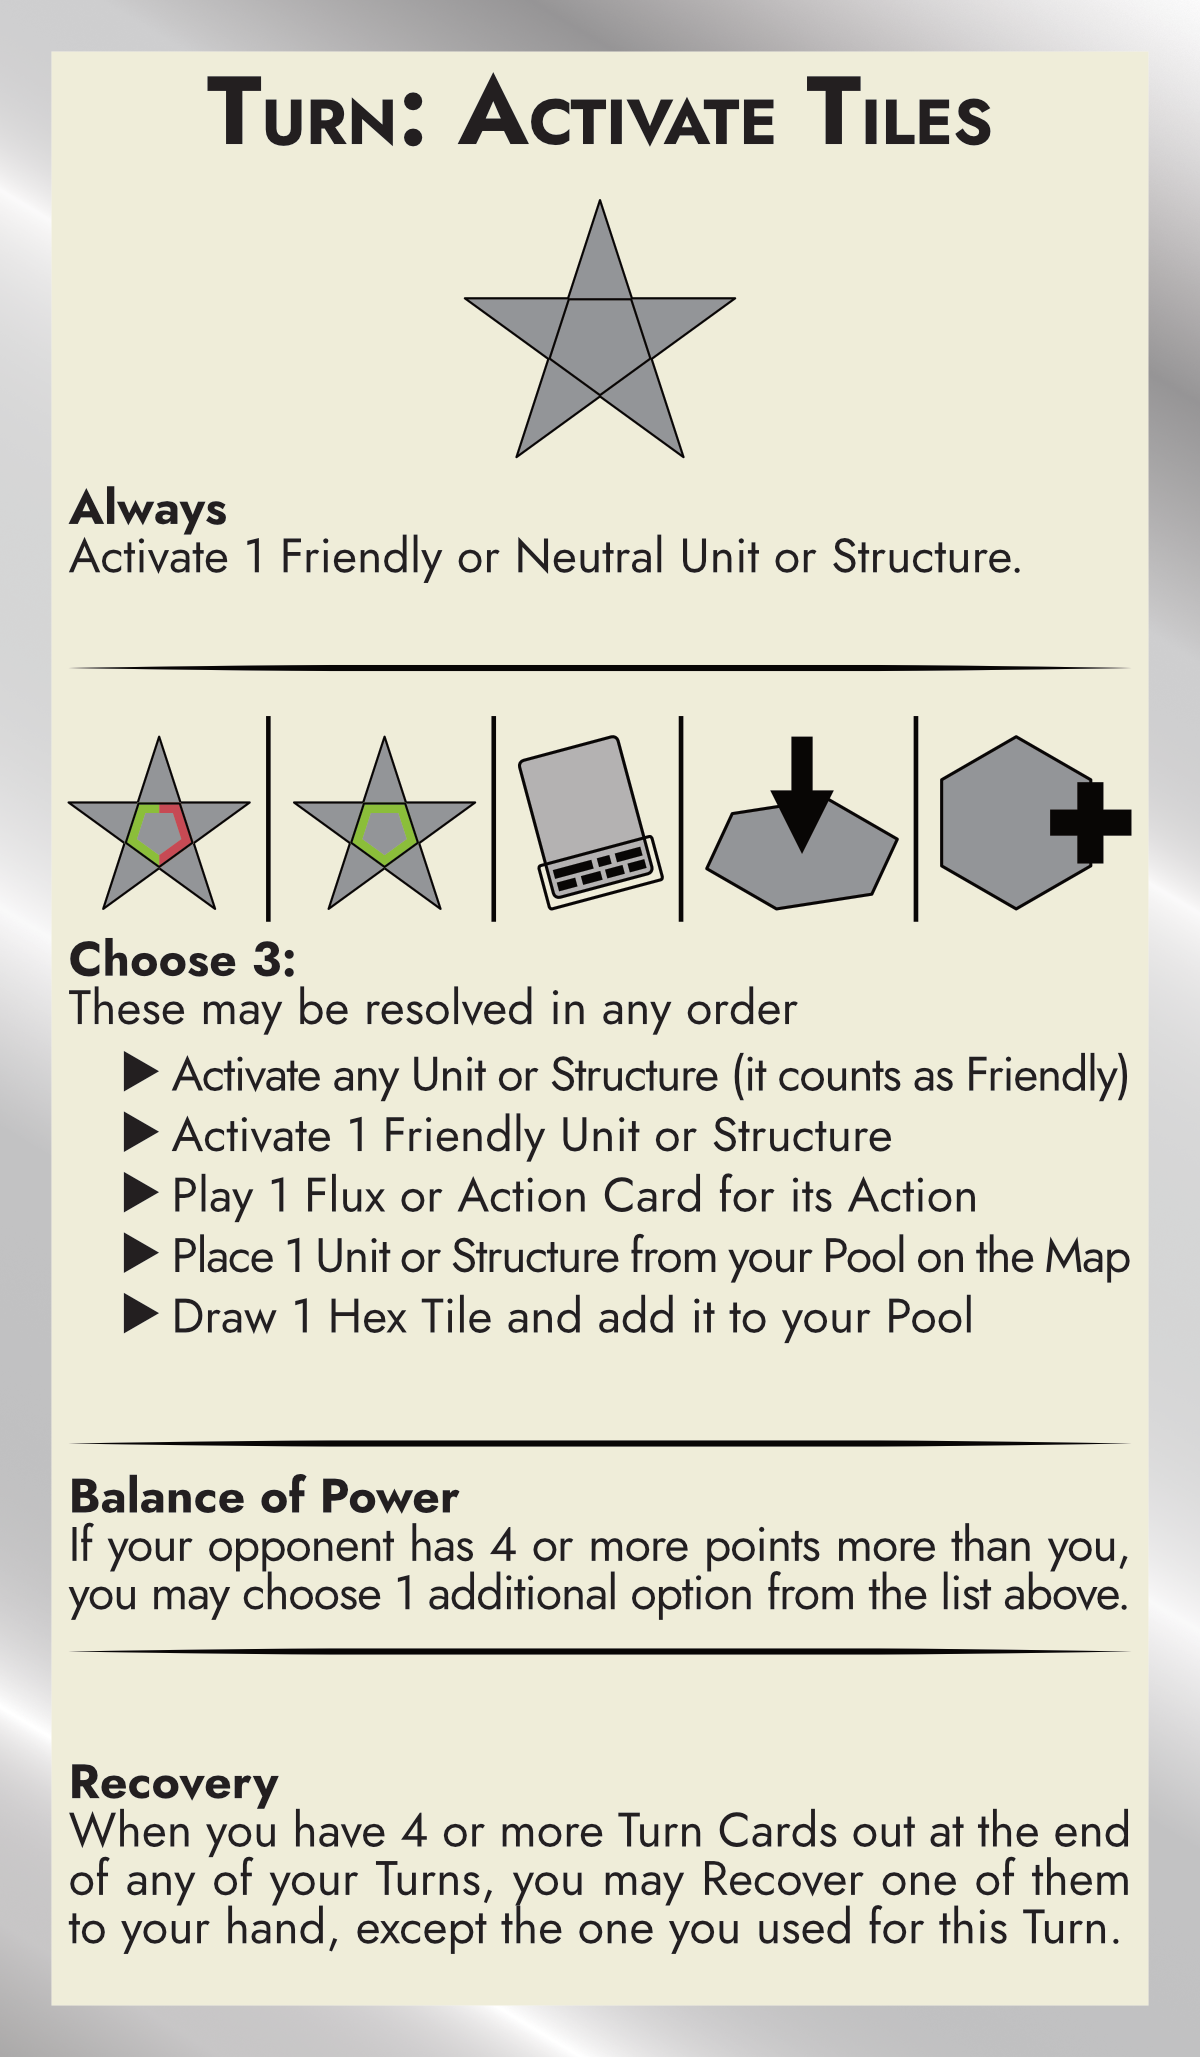 Turn: Activate Tiles
Always
Activate 1 Friendly or Neutral Unit or Structure.
Choose 3:
These may be resolved in any order
▶ Activate any Unit or Structure (it counts as Friendly)
▶ Activate 1 Friendly Unit or Structure
▶ Play 1 Flux or Action Card for its Action
▶ Place 1 Unit or Structure from your Pool on the Map
▶ Draw 1 Hex Tile and add it to your Pool
Balance of Power
If your opponent has 4 or more points more than you,
you may choose 1 additional option from the list above.
Recovery
When you have 4 or more Turn Cards out at the end
of any of your Turns, you may Recover one of them
to your hand, except the one you used for this Turn.